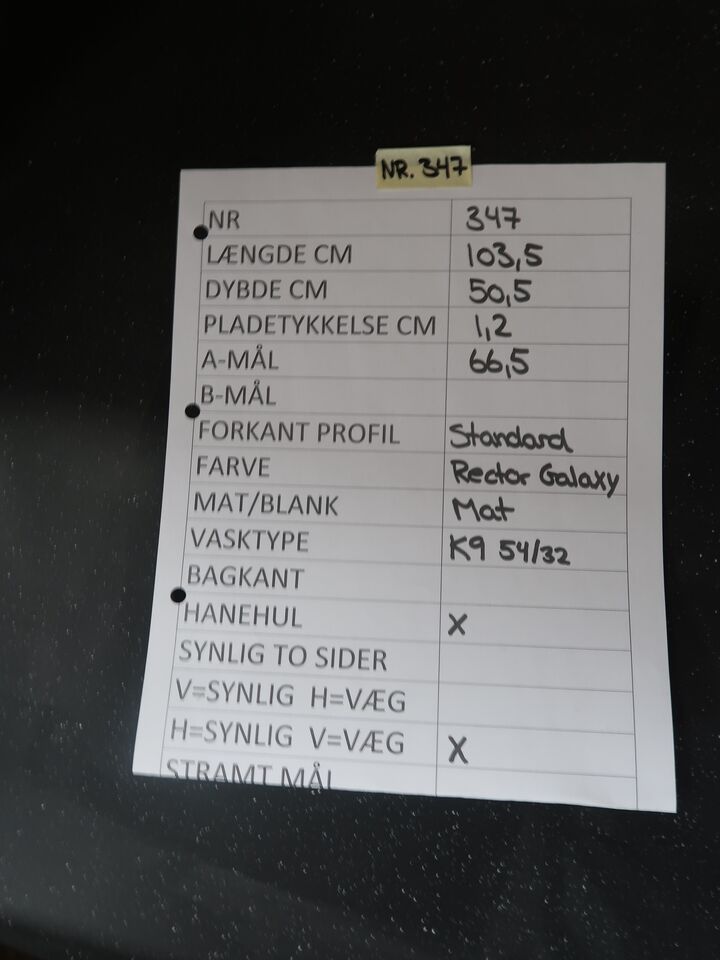 NR. 347
NR 347
LÆNGDE CM 103,5
DYBDE CM 50,5
PLADETYKKELSE CM 1,2
A-MÅL 66,5
B-MÅL
FORKANT PROFIL Standard
FARVE Rector Galaxy
MAT/BLANK Mat
VASKTYPE K9 54/32
BAGKANT
HANEHUL X
SYNLIG TO SIDER
V=SYNLIG H=VÆG
H=SYNLIG V=VÆG X
STRAMT MÅL